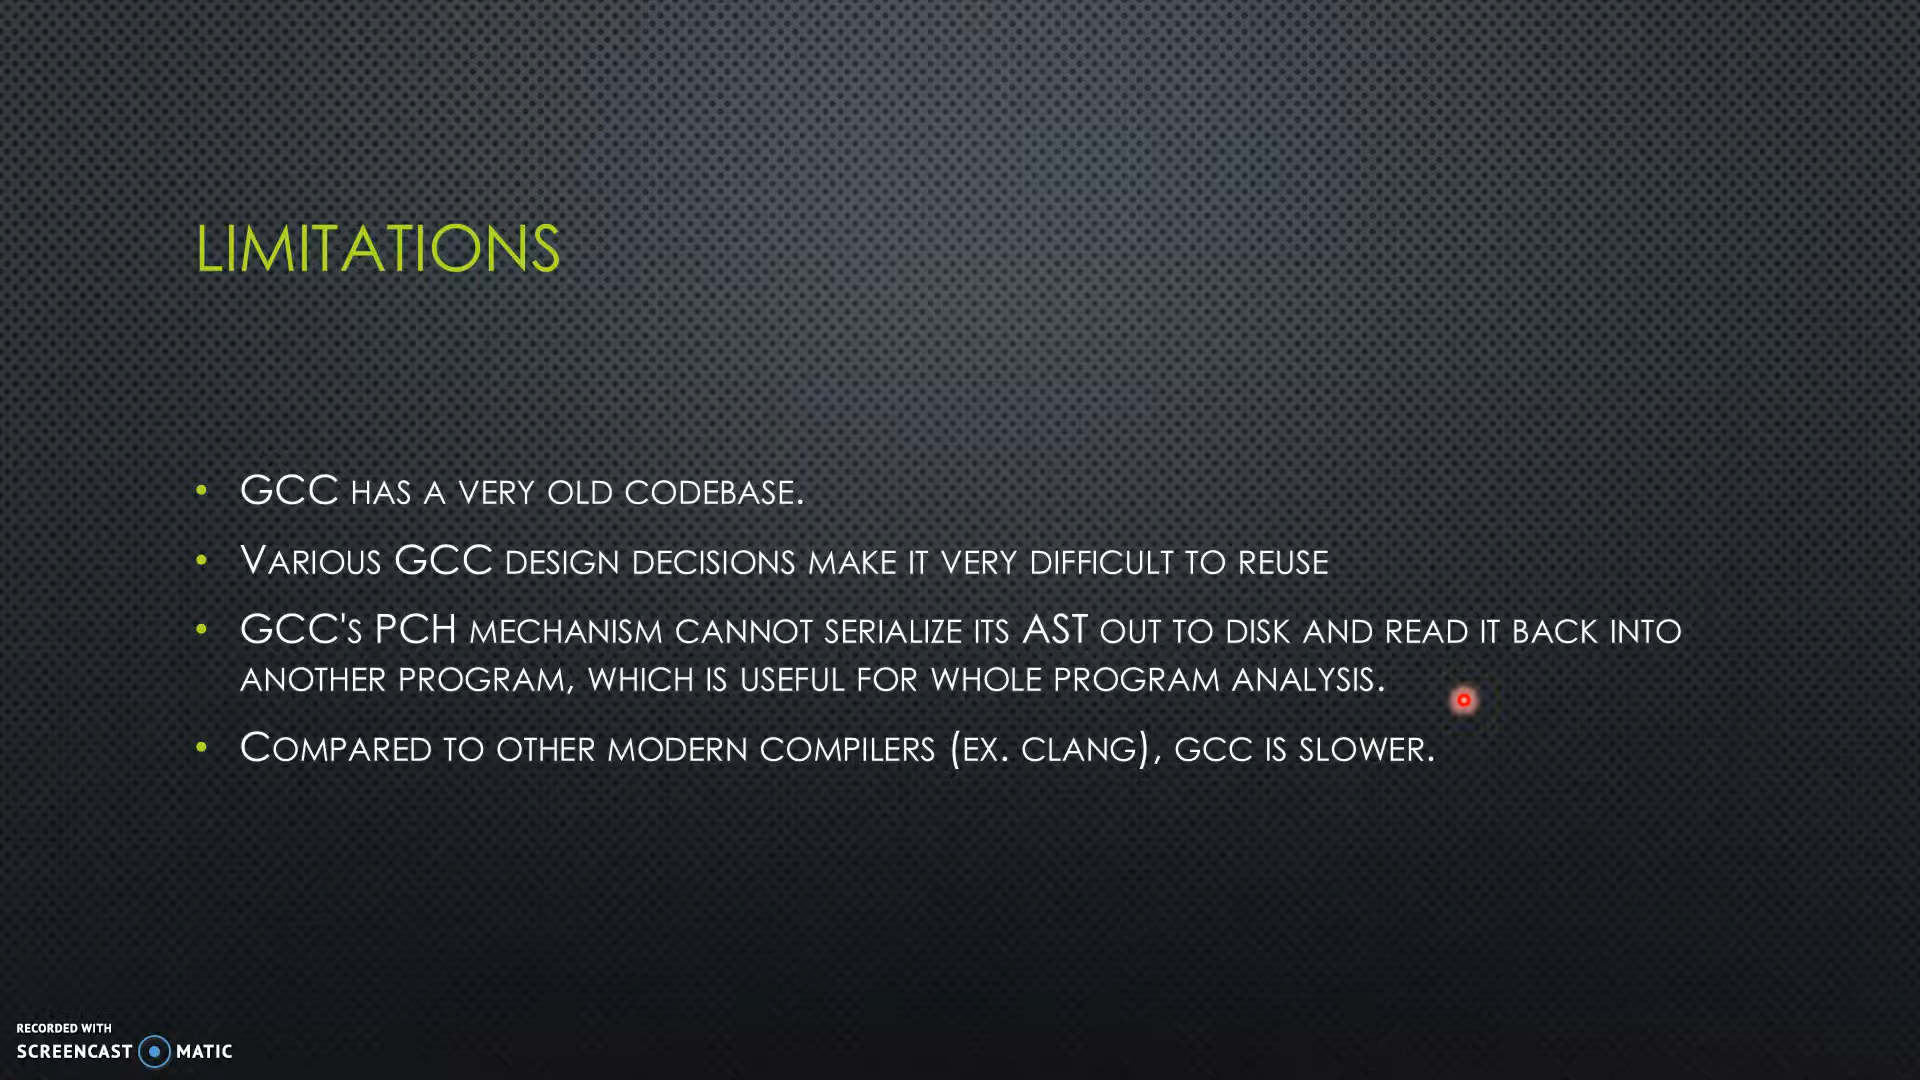 LIMITATIONS
• GCC HAS A VERY OLD CODEBASE.
• VARIOUS GCC DESIGN DECISIONS MAKE IT VERY DIFFICULT TO REUSE
• GCC'S PCH MECHANISM CANNOT SERIALIZE ITS AST OUT TO DISK AND READ IT BACK INTO
ANOTHER PROGRAM, WHICH IS USEFUL FOR WHOLE PROGRAM ANALYSIS.
• COMPARED TO OTHER MODERN COMPILERS (EX. CLANG), GCC IS SLOWER.
RECORDED WITH
SCREENCAST MATIC